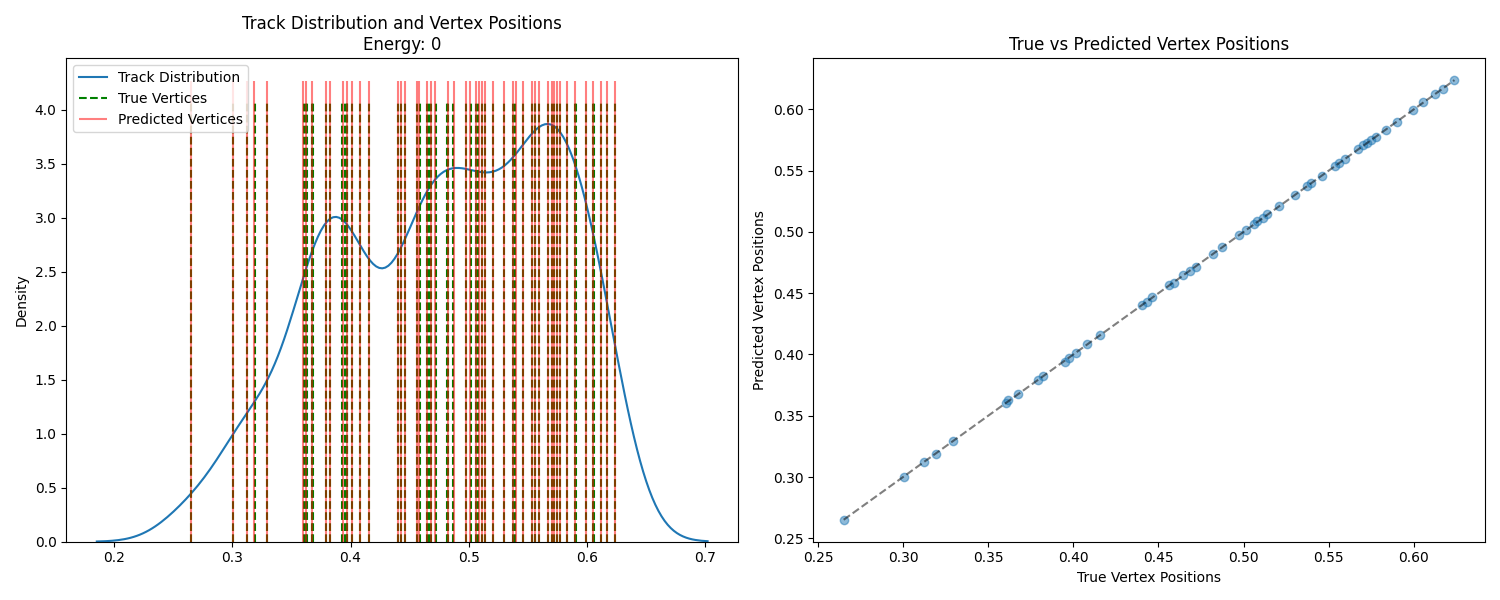 Track Distribution and Vertex Positions
Energy: 0
Track Distribution
True Vertices
Predicted Vertices
Density
4.0
3.5
3.0
2.5
2.0
1.5
1.0
0.5
0.0
0.2 0.3 0.4 0.5 0.6 0.7
True vs Predicted Vertex Positions
Predicted Vertex Positions
0.60
0.55
0.50
0.45
0.40
0.35
0.30
0.25
0.25 0.30 0.35 0.40 0.45 0.50 0.55 0.60
True Vertex Positions